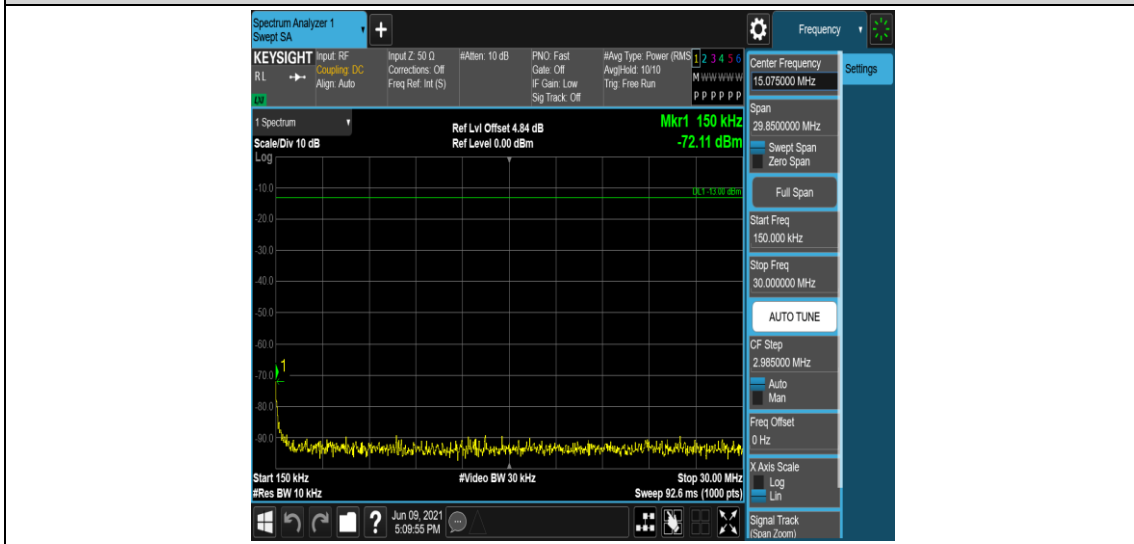 Spectrum Analyzer 1
Swept SA
+
Frequency
KEYSIGHT
RL
LXI
Input: RF
Coupling: DC
Align: Auto
Input Z: 50 Ω
Corrections: Off
Freq Ref: Int (S)
#Atten: 10 dB
PNO: Fast
Gate: Off
IF Gain: Low
Sig Track: Off
#Avg Type: Power (RMS
Avg|Hold: 10/10
Trig: Free Run
1 2 3 4 5 6
M W W W W W
P P P P P P
1 Spectrum
Scale/Div 10 dB
Ref Lvl Offset 4.84 dB
Ref Level 0.00 dBm
Mkr1 150 kHz
-72.11 dBm
Log
DL1 -13.00 dBm
-10.0
-20.0
-30.0
-40.0
-50.0
-60.0
1
-70.0
-80.0
-90.0
Start 150 kHz
#Res BW 10 kHz
#Video BW 30 kHz
Stop 30.00 MHz
Sweep 92.6 ms (1000 pts)
?
Jun 09, 2021
5:09:55 PM
Center Frequency
15.075000 MHz
Settings
Span
29.8500000 MHz
Swept Span
Zero Span
Full Span
Start Freq
150.000 kHz
Stop Freq
30.000000 MHz
AUTO TUNE
CF Step
2.985000 MHz
Auto
Man
Freq Offset
0 Hz
X Axis Scale
Log
Lin
Signal Track
(Span Zoom)